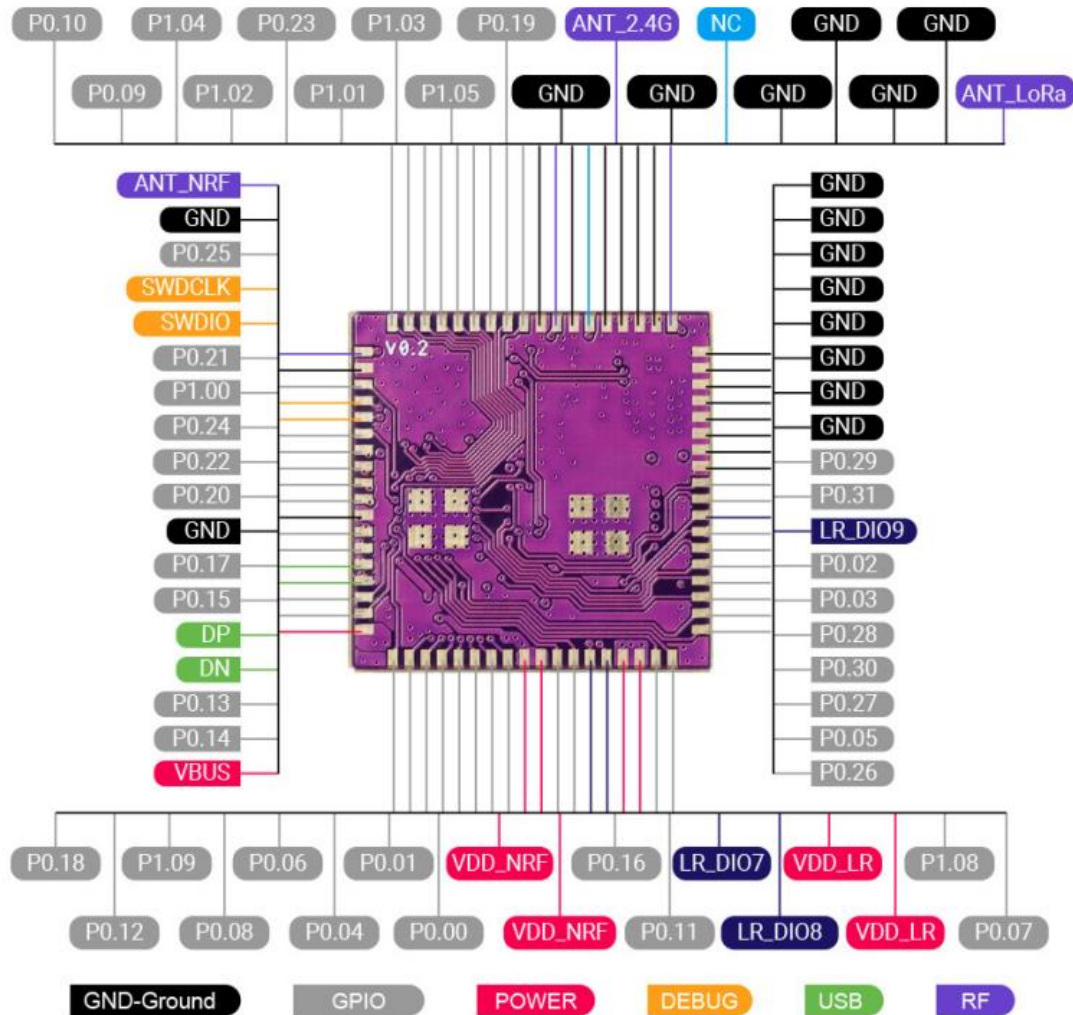 P0.10 P1.04 P0.23 P1.03 P0.19 ANT_2.4G NC GND GND
P0.09 P1.02 P1.01 P1.05 GND GND GND GND ANT_LoRa
ANT_NRF
GND
P0.25
SWDCLK
SWDIO
P0.21
P1.00
P0.24
P0.22
P0.20
GND
P0.17
P0.15
DP
DN
P0.13
P0.14
VBUS
V0.2
GND
GND
GND
GND
GND
GND
GND
GND
P0.29
P0.31
LR_DIO9
P0.02
P0.03
P0.28
P0.30
P0.27
P0.05
P0.26
P0.18 P1.09 P0.06 P0.01 VDD_NRF P0.16 LR_DIO7 VDD_LR P1.08
P0.12 P0.08 P0.04 P0.00 VDD_NRF P0.11 LR_DIO8 VDD_LR P0.07
GND-Ground GPIO POWER DEBUG USB RF